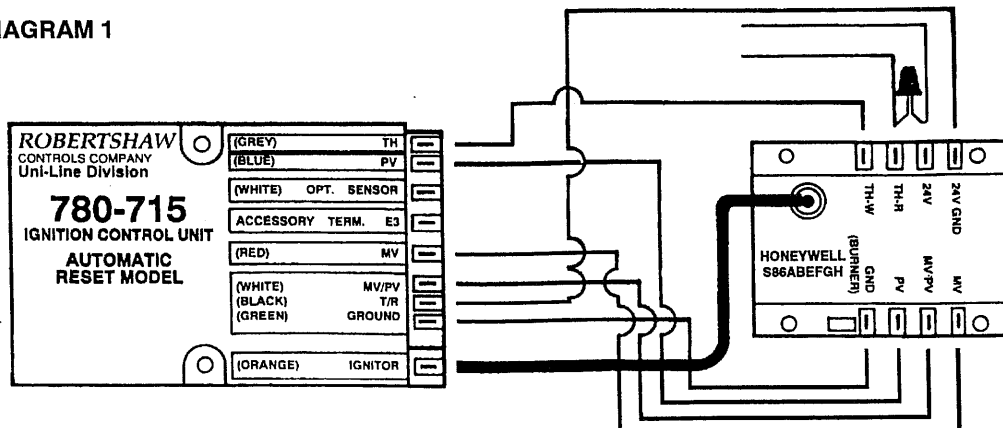 IAGRAM 1
ROBERTSHAW
CONTROLS COMPANY
Uni-Line Division
780-715
IGNITION CONTROL UNIT
AUTOMATIC
RESET MODEL
(GREY) TH
(BLUE) PV
(WHITE) OPT. SENSOR
ACCESSORY TERM. E3
(RED) MV
(WHITE) MV/PV
(BLACK) T/R
(GREEN) GROUND
(ORANGE) IGNITOR
TH-W
TH-R
24V
24V GND
HONEYWELL
S86ABEFGH
(BURNER)
GND
PV
MV/PV
MV